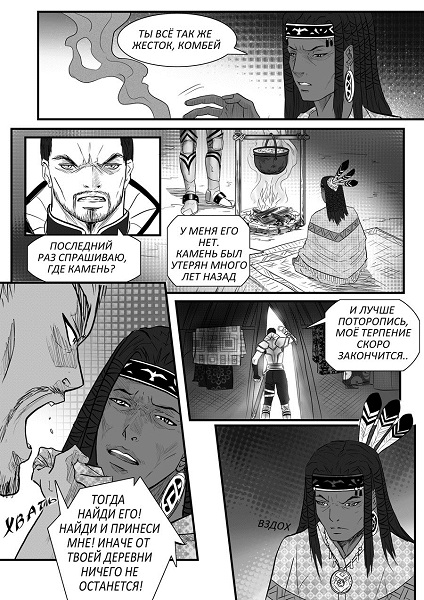 ТЫ ВСЁ ТАК ЖЕ
ЖЕСТОК, КОМБЕЙ
ПОСЛЕДНИЙ
РАЗ СПРАШИВАЮ,
ГДЕ КАМЕНЬ?
У МЕНЯ ЕГО
НЕТ.
КАМЕНЬ БЫЛ
УТЕРЯН МНОГО
ЛЕТ НАЗАД
ХВАТЬ
ТОГДА
НАЙДИ ЕГО!
НАЙДИ И ПРИНЕСИ
МНЕ! ИНАЧЕ ОТ
ТВОЕЙ ДЕРЕВНИ
НИЧЕГО НЕ
ОСТАНЕТСЯ!
И ЛУЧШЕ
ПОТОРОПИСЬ,
МОЁ ТЕРПЕНИЕ
СКОРО
ЗАКОНЧИТСЯ..
ВЗДОХ